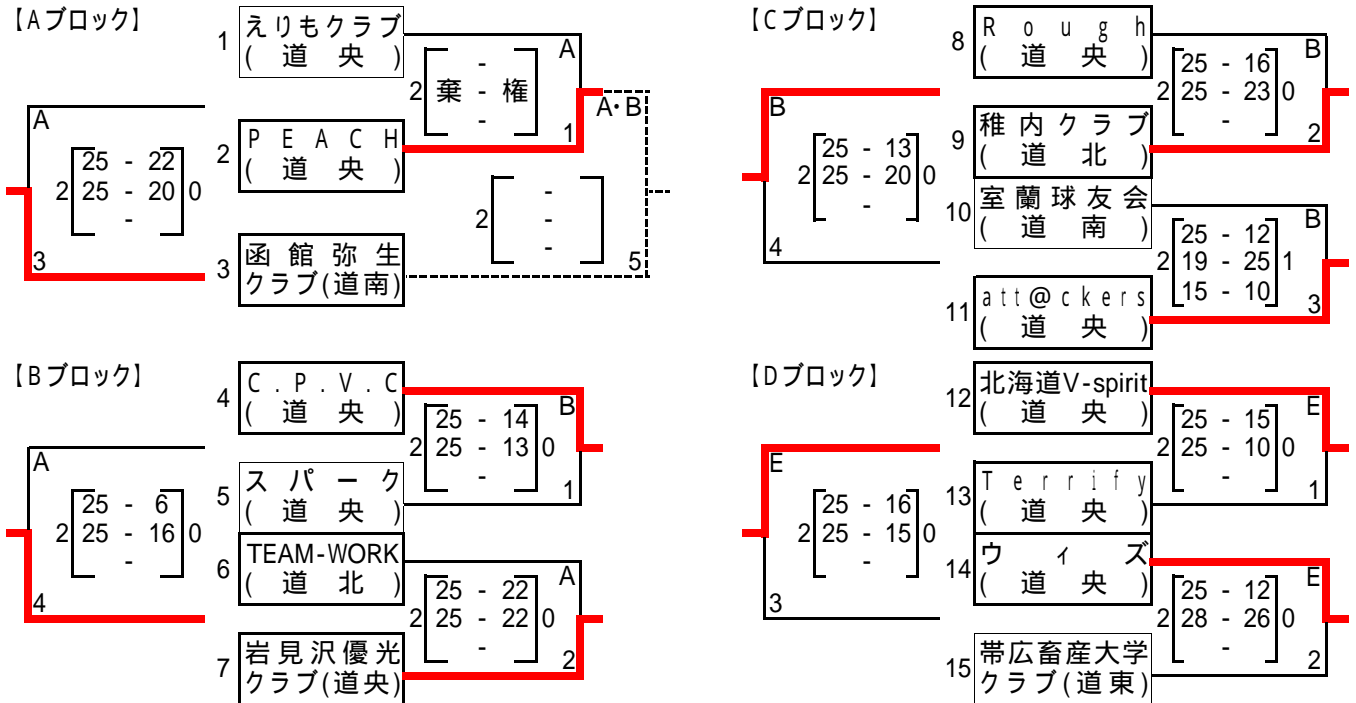 【Aブロック】
1 えりもクラブ
( 道 央 )
2 PEACH
( 道 央 )
3 函館弥生
クラブ(道南)
A
-
2 棄 - 権
-
1
A・B
-
2 -
-
5
A
25 - 22
2 25 - 20 0
-
3
【Bブロック】
4 C.P.V.C
( 道 央 )
5 スパーク
( 道 央 )
6 TEAM-WORK
( 道 北 )
7 岩見沢優光
クラブ(道央)
B
25 - 14
2 25 - 13 0
-
1
A
25 - 22
2 25 - 22 0
-
2
A
25 - 6
2 25 - 16 0
-
4
【Cブロック】
8 Rough
( 道 央 )
9 稚内クラブ
( 道 北 )
10 室蘭球友会
( 道 南 )
11 att@ckers
( 道 央 )
B
25 - 16
2 25 - 23 0
-
2
B
25 - 12
2 19 - 25 1
15 - 10
3
B
25 - 13
2 25 - 20 0
-
4
【Dブロック】
12 北海道V-spirit
( 道 央 )
13 Terrify
( 道 央 )
14 ウィズ
( 道 央 )
15 帯広畜産大学
クラブ(道東)
E
25 - 15
2 25 - 10 0
-
1
E
25 - 12
2 28 - 26 0
-
2
E
25 - 16
2 25 - 15 0
-
3